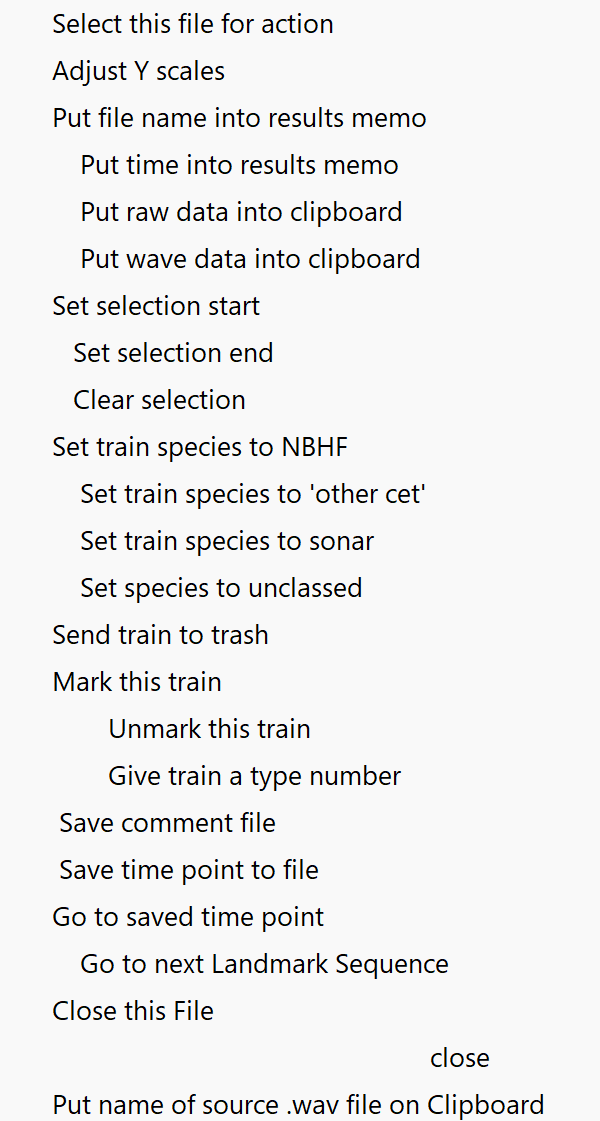 Select this file for action
Adjust Y scales
Put file name into results memo
Put time into results memo
Put raw data into clipboard
Put wave data into clipboard
Set selection start
Set selection end
Clear selection
Set train species to NBHF
Set train species to 'other cet'
Set train species to sonar
Set species to unclassed
Send train to trash
Mark this train
Unmark this train
Give train a type number
Save comment file
Save time point to file
Go to saved time point
Go to next Landmark Sequence
Close this File
close
Put name of source .wav file on Clipboard